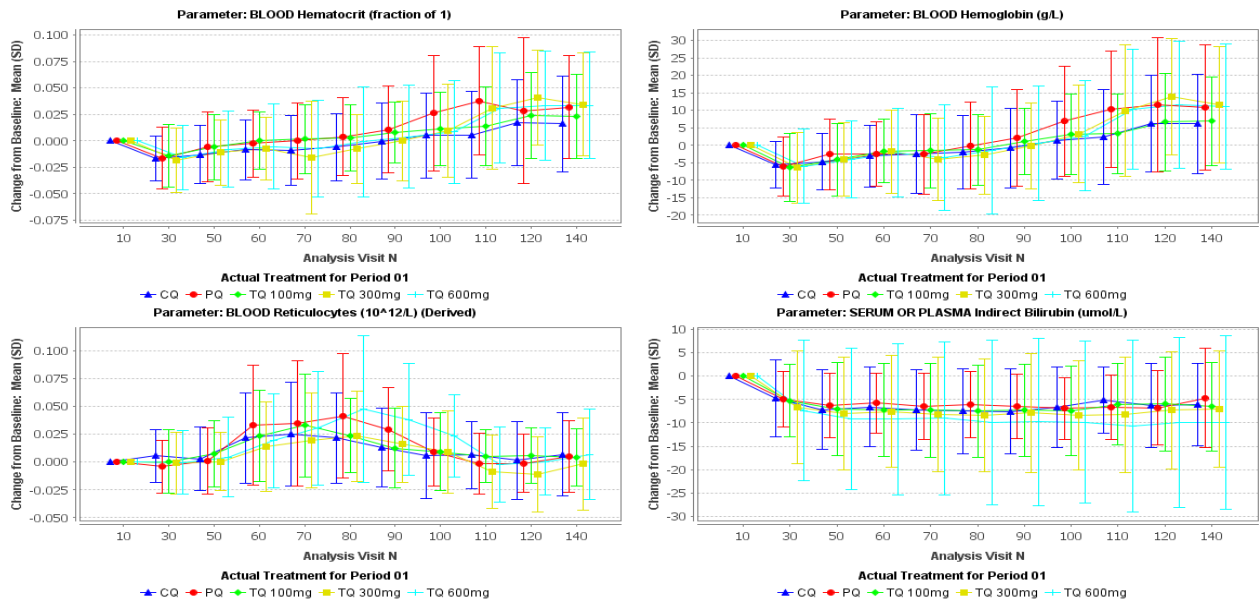 Parameter: BLOOD Hematocrit (fraction of 1)
Change from Baseline: Mean (SD)
0.100
0.075
0.050
0.025
0.000
-0.025
-0.050
-0.075
10 30 50 60 70 80 90 100 110 120 140
Analysis Visit N
Actual Treatment for Period 01
CQ PQ TQ 100mg TQ 300mg TQ 600mg
Parameter: BLOOD Hemoglobin (g/L)
Change from Baseline: Mean (SD)
30
25
20
15
10
5
0
-5
-10
-15
-20
10 30 50 60 70 80 90 100 110 120 140
Analysis Visit N
Actual Treatment for Period 01
CQ PQ TQ 100mg TQ 300mg TQ 600mg
Parameter: BLOOD Reticulocytes (10^12/L) (Derived)
Change from Baseline: Mean (SD)
0.100
0.075
0.050
0.025
0.000
-0.025
-0.050
10 30 50 60 70 80 90 100 110 120 140
Analysis Visit N
Actual Treatment for Period 01
CQ PQ TQ 100mg TQ 300mg TQ 600mg
Parameter: SERUM OR PLASMA Indirect Bilirubin (umol/L)
Change from Baseline: Mean (SD)
10
5
0
-5
-10
-15
-20
-25
-30
10 30 50 60 70 80 90 100 110 120 140
Analysis Visit N
Actual Treatment for Period 01
CQ PQ TQ 100mg TQ 300mg TQ 600mg